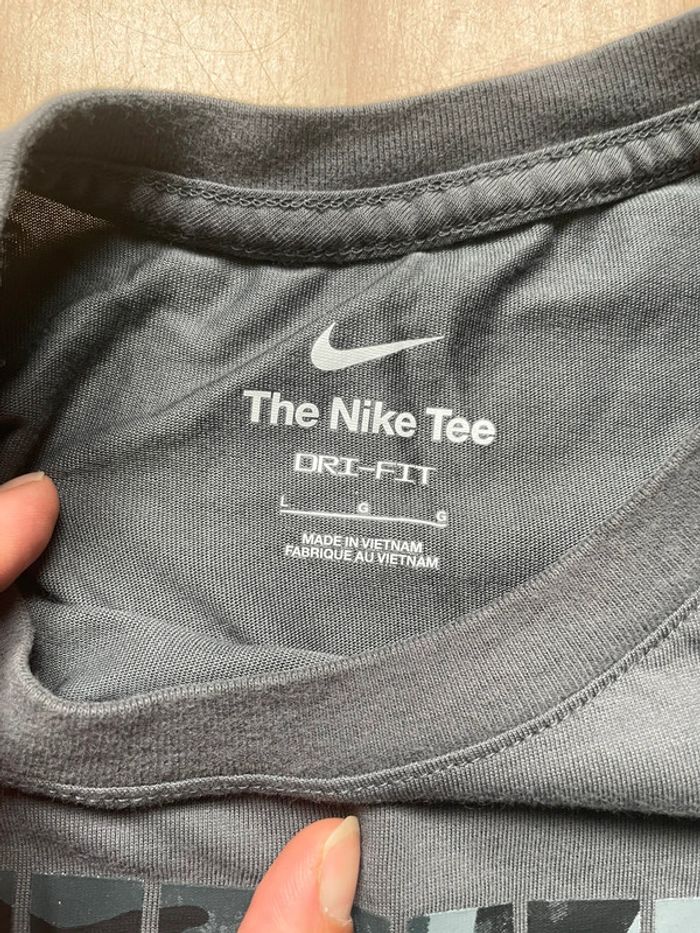 The Nike Tee
DRI-FIT
L G G
MADE IN VIETNAM
FABRIQUE AU VIETNAM